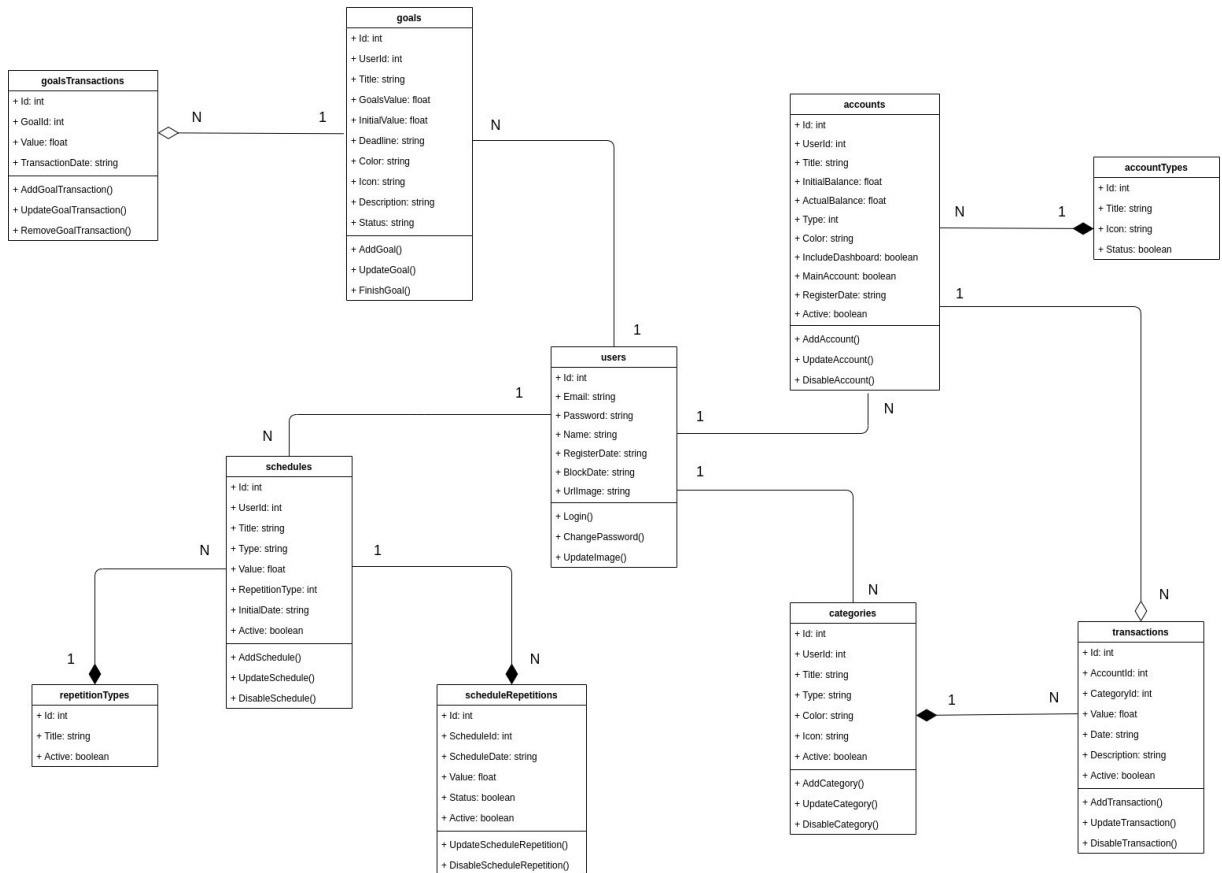 goals
+ Id: int
+ UserId: int
+ Title: string
+ GoalsValue: float
+ InitialValue: float
+ Deadline: string
+ Color: string
+ Icon: string
+ Description: string
+ Status: string
+ AddGoal()
+ UpdateGoal()
+ FinishGoal()
goalsTransactions
+ Id: int
+ GoalId: int
+ Value: float
+ TransactionDate: string
+ AddGoalTransaction()
+ UpdateGoalTransaction()
+ RemoveGoalTransaction()
N
1
N
1
accounts
+ Id: int
+ UserId: int
+ Title: string
+ InitialBalance: float
+ ActualBalance: float
+ Type: int
+ Color: string
+ IncludeDashboard: boolean
+ MainAccount: boolean
+ RegisterDate: string
+ Active: boolean
+ AddAccount()
+ UpdateAccount()
+ DisableAccount()
accountTypes
+ Id: int
+ Title: string
+ Icon: string
+ Status: boolean
N
1
1
N
users
+ Id: int
+ Email: string
+ Password: string
+ Name: string
+ RegisterDate: string
+ BlockDate: string
+ UrlImage: string
+ Login()
+ ChangePassword()
+ UpdateImage()
1
N
1
N
1
N
schedules
+ Id: int
+ UserId: int
+ Title: string
+ Type: string
+ Value: float
+ RepetitionType: int
+ InitialDate: string
+ Active: boolean
+ AddSchedule()
+ UpdateSchedule()
+ DisableSchedule()
N
1
1
N
repetitionTypes
+ Id: int
+ Title: string
+ Active: boolean
scheduleRepetitions
+ Id: int
+ ScheduleId: int
+ ScheduleDate: string
+ Value: float
+ Status: boolean
+ Active: boolean
+ UpdateScheduleRepetition()
+ DisableScheduleRepetition()
categories
+ Id: int
+ UserId: int
+ Title: string
+ Type: string
+ Color: string
+ Icon: string
+ Active: boolean
+ AddCategory()
+ UpdateCategory()
+ DisableCategory()
1
N
transactions
+ Id: int
+ AccountId: int
+ CategoryId: int
+ Value: float
+ Date: string
+ Description: string
+ Active: boolean
+ AddTransaction()
+ UpdateTransaction()
+ DisableTransaction()